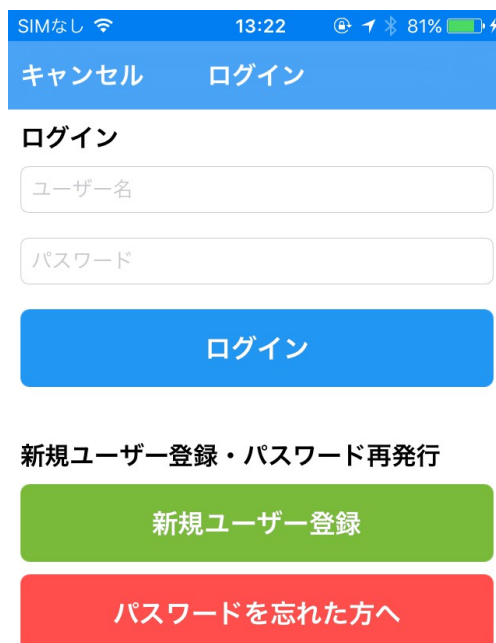 SIMなし 13:22 81%
キャンセル ログイン
ログイン
ユーザー名
パスワード
ログイン
新規ユーザー登録・パスワード再発行
新規ユーザー登録
パスワードを忘れた方へ